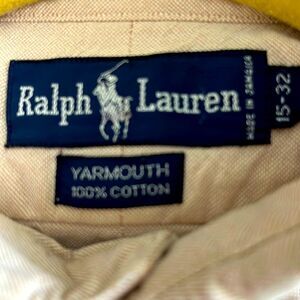 Ralph Lauren
MADE IN JAMAICA
15-32
YARMOUTH
100% COTTON